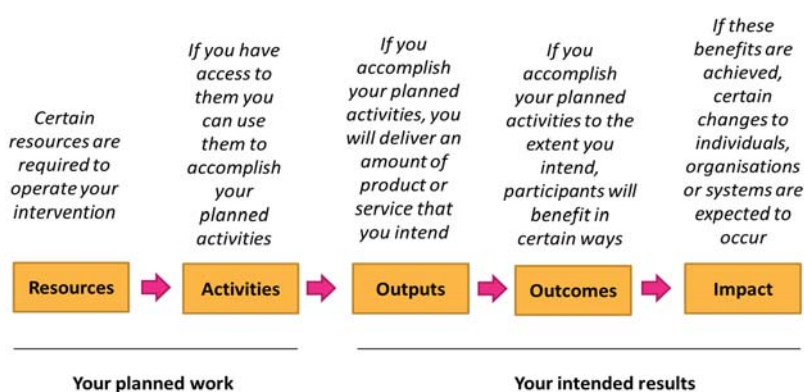 Certain
resources are
required to
operate your
intervention
If you have
access to
them you
can use
them to
accomplish
your
planned
activities
If you
accomplish
your planned
activities, you
will deliver an
amount of
product or
service that
you intend
If you
accomplish
your planned
activities to the
extent you
intend,
participants will
benefit in
certain ways
If these
benefits are
achieved,
certain
changes to
individuals,
organisations
or systems are
expected to
occur
Resources
Activities
Outputs
Outcomes
Impact
Your planned work
Your intended results